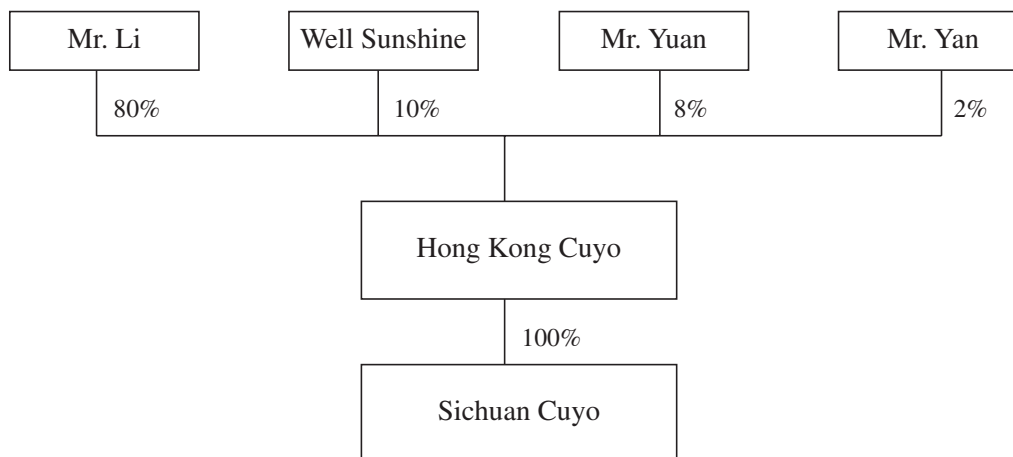 Mr. Li
Well Sunshine
Mr. Yuan
Mr. Yan
80%
10%
8%
2%
Hong Kong Cuyo
100%
Sichuan Cuyo